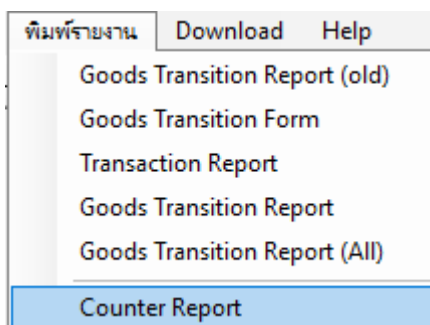 พิมพ์รายงาน Download Help
Goods Transition Report (old)
Goods Transition Form
Transaction Report
Goods Transition Report
Goods Transition Report (All)
Counter Report